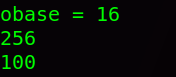 obase = 16
256
100